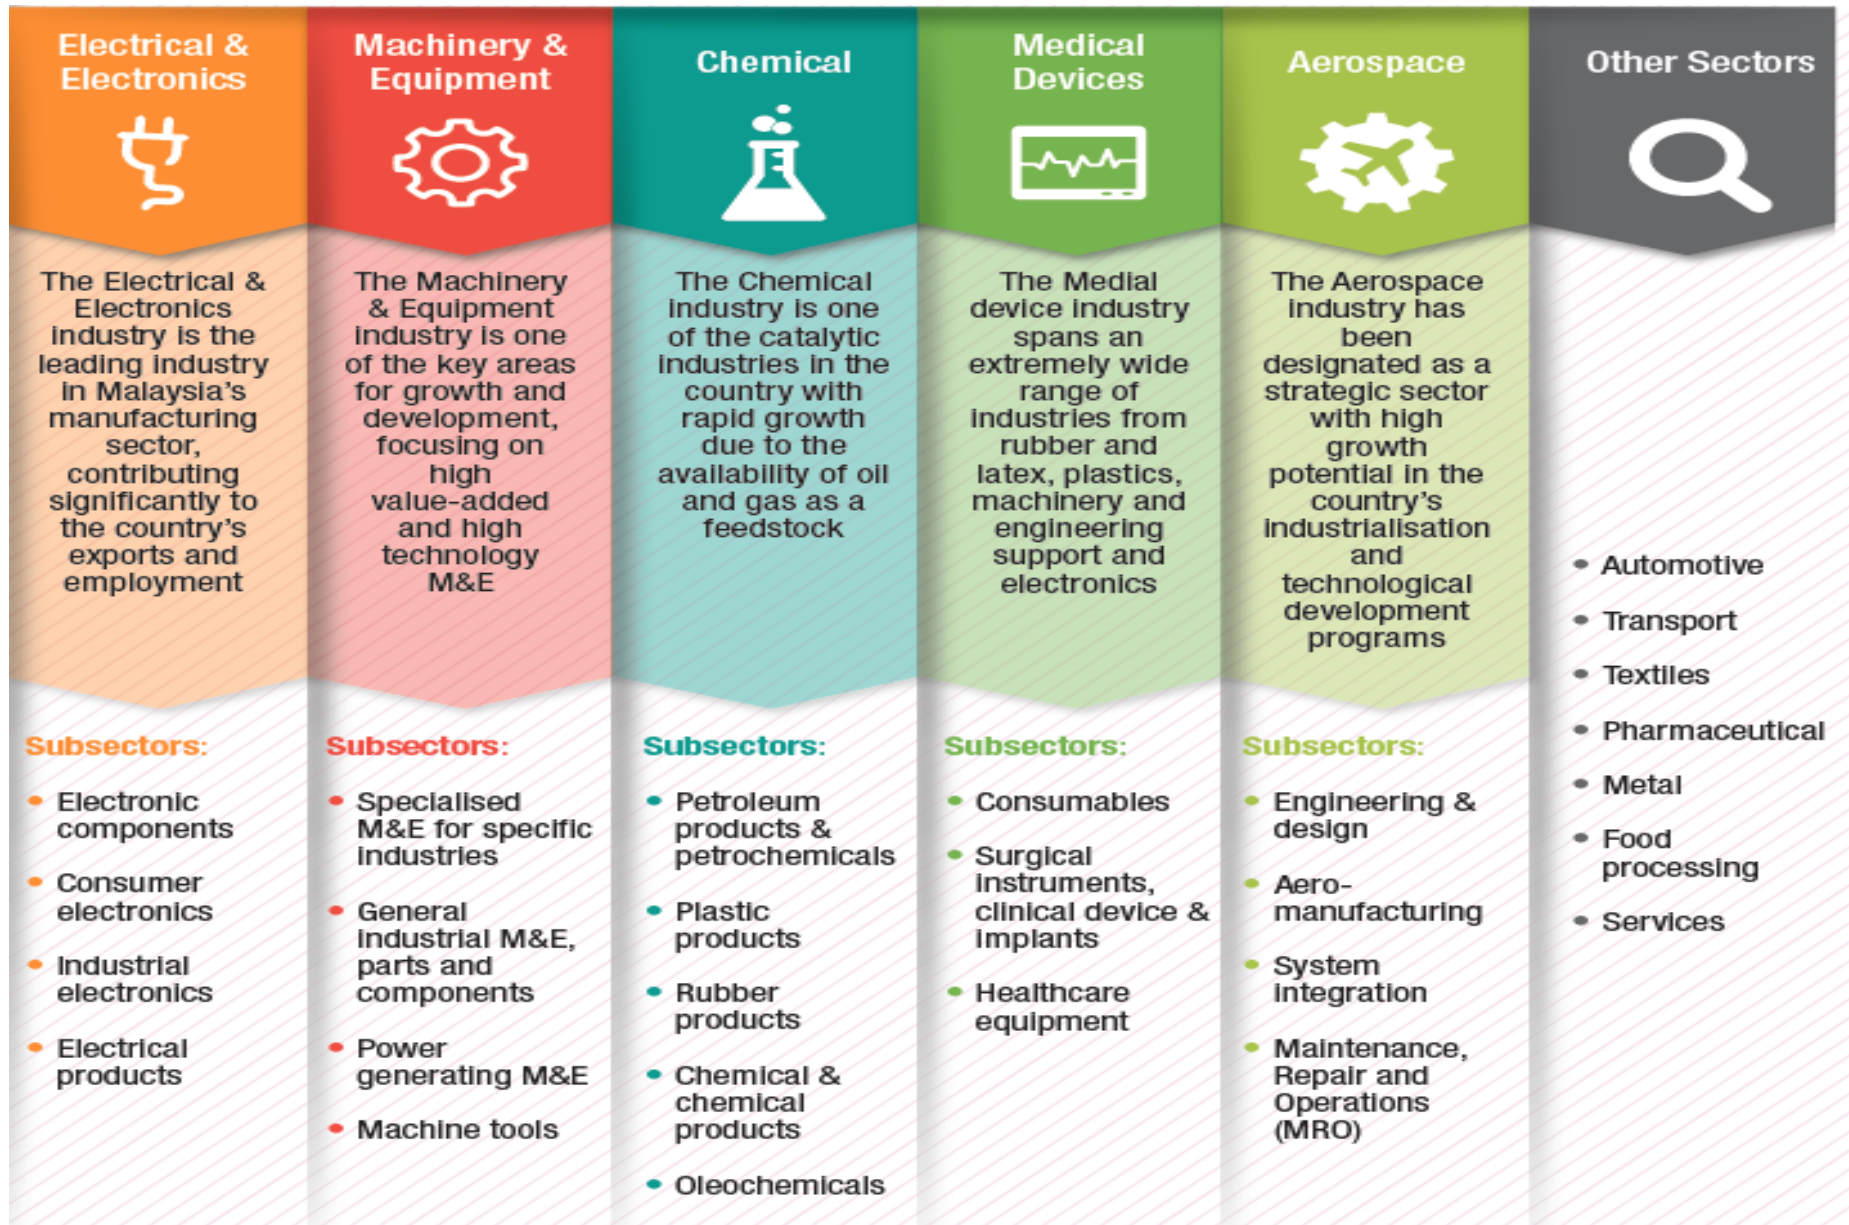 Electrical &
Electronics
The Electrical &
Electronics
industry is the
leading industry
in Malaysia's
manufacturing
sector,
contributing
significantly to
the country's
exports and
employment
Subsectors:
• Electronic
components
• Consumer
electronics
• Industrial
electronics
• Electrical
products
Machinery &
Equipment
The Machinery
& Equipment
industry is one
of the key areas
for growth and
development,
focusing on
high
value-added
and high
technology
M&E
Subsectors:
• Specialised
M&E for specific
industries
• General
industrial M&E,
parts and
components
• Power
generating M&E
• Machine tools
Chemical
The Chemical
industry is one
of the catalytic
industries in the
country with
rapid growth
due to the
availability of oil
and gas as a
feedstock
Subsectors:
• Petroleum
products &
petrochemicals
• Plastic
products
• Rubber
products
• Chemical &
chemical
products
• Oleochemicals
Medical
Devices
The Medial
device industry
spans an
extremely wide
range of
industries from
rubber and
latex, plastics,
machinery and
engineering
support and
electronics
Subsectors:
• Consumables
• Surgical
instruments,
clinical device &
implants
• Healthcare
equipment
Aerospace
The Aerospace
industry has
been
designated as a
strategic sector
with high
growth
potential in the
country's
industrialisation
and
technological
development
programs
Subsectors:
• Engineering &
design
• Aero-
manufacturing
• System
integration
• Maintenance,
Repair and
Operations
(MRO)
Other Sectors
• Automotive
• Transport
• Textiles
• Pharmaceutical
• Metal
• Food
processing
• Services